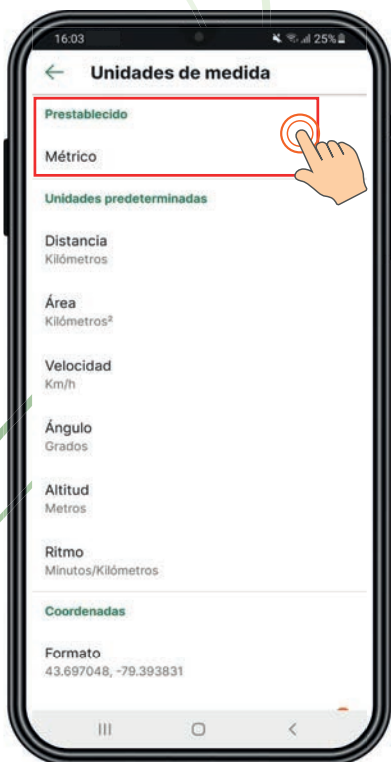 16:03 25%
Unidades de medida
Prestablecido
Métrico
Unidades predeterminadas
Distancia
Kilómetros
Área
Kilómetros²
Velocidad
Km/h
Ángulo
Grados
Altitud
Metros
Ritmo
Minutos/Kilómetros
Coordenadas
Formato
43.697048, -79.393831